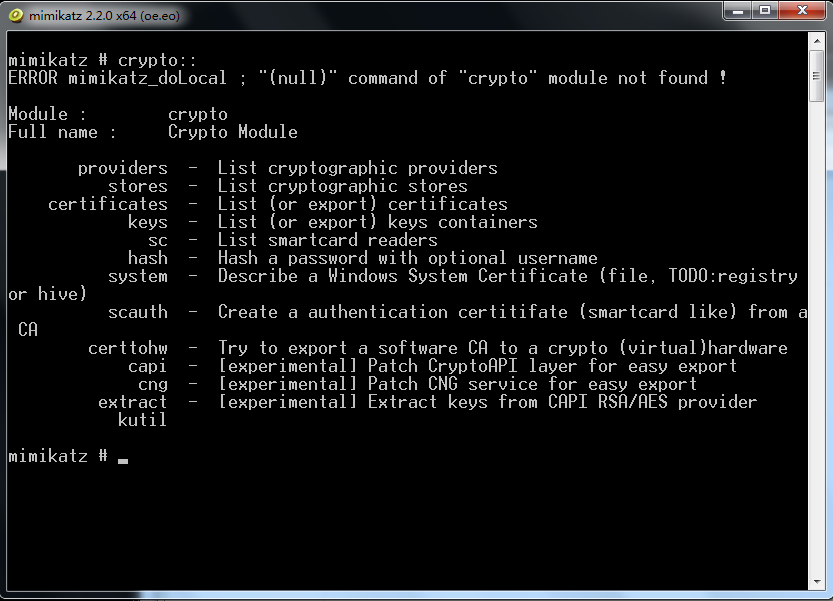 mimikatz 2.2.0 x64 (oe.eo)
mimikatz # crypto::
ERROR mimikatz_doLocal ; "(null)" command of "crypto" module not found !
Module :        crypto
Full name :     Crypto Module
providers  -  List cryptographic providers
stores  -  List cryptographic stores
certificates  -  List (or export) certificates
keys  -  List (or export) keys containers
sc  -  List smartcard readers
hash  -  Hash a password with optional username
system  -  Describe a Windows System Certificate (file, TODO:registry
or hive)
scauth  -  Create a authentication certitifate (smartcard like) from a
CA
certtohw  -  Try to export a software CA to a crypto (virtual)hardware
capi  -  [experimental] Patch CryptoAPI layer for easy export
cng  -  [experimental] Patch CNG service for easy export
extract  -  [experimental] Extract keys from CAPI RSA/AES provider
kutil
mimikatz #